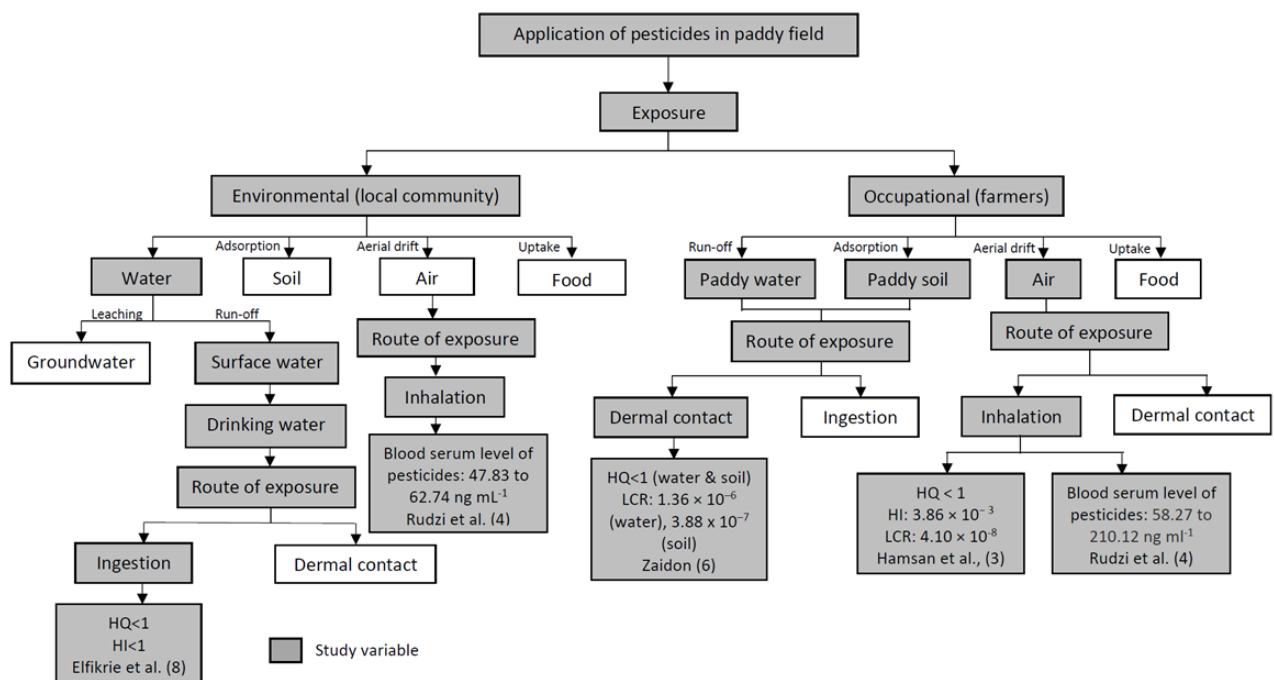 Application of pesticides in paddy field
Exposure
Environmental (local community)
Occupational (farmers)
Adsorption
Aerial drift
Uptake
Run-off
Adsorption
Aerial drift
Uptake
Water
Soil
Air
Food
Paddy water
Paddy soil
Air
Food
Leaching
Run-off
Groundwater
Surface water
Drinking water
Route of exposure
Ingestion
Dermal contact
HQ<1
HI<1
Elfikrie et al. (8)
Route of exposure
Inhalation
Blood serum level of
pesticides: 47.83 to
62.74 ng mL⁻¹
Rudzi et al. (4)
Route of exposure
Dermal contact
Ingestion
HQ<1 (water & soil)
LCR: 1.36 × 10⁻⁶
(water), 3.88 x 10⁻⁷
(soil)
Zaidon (6)
Route of exposure
Inhalation
Dermal contact
HQ < 1
HI: 3.86 × 10⁻³
LCR: 4.10 × 10⁻⁸
Hamsan et al., (3)
Blood serum level of
pesticides: 58.27 to
210.12 ng ml⁻¹
Rudzi et al. (4)
Study variable